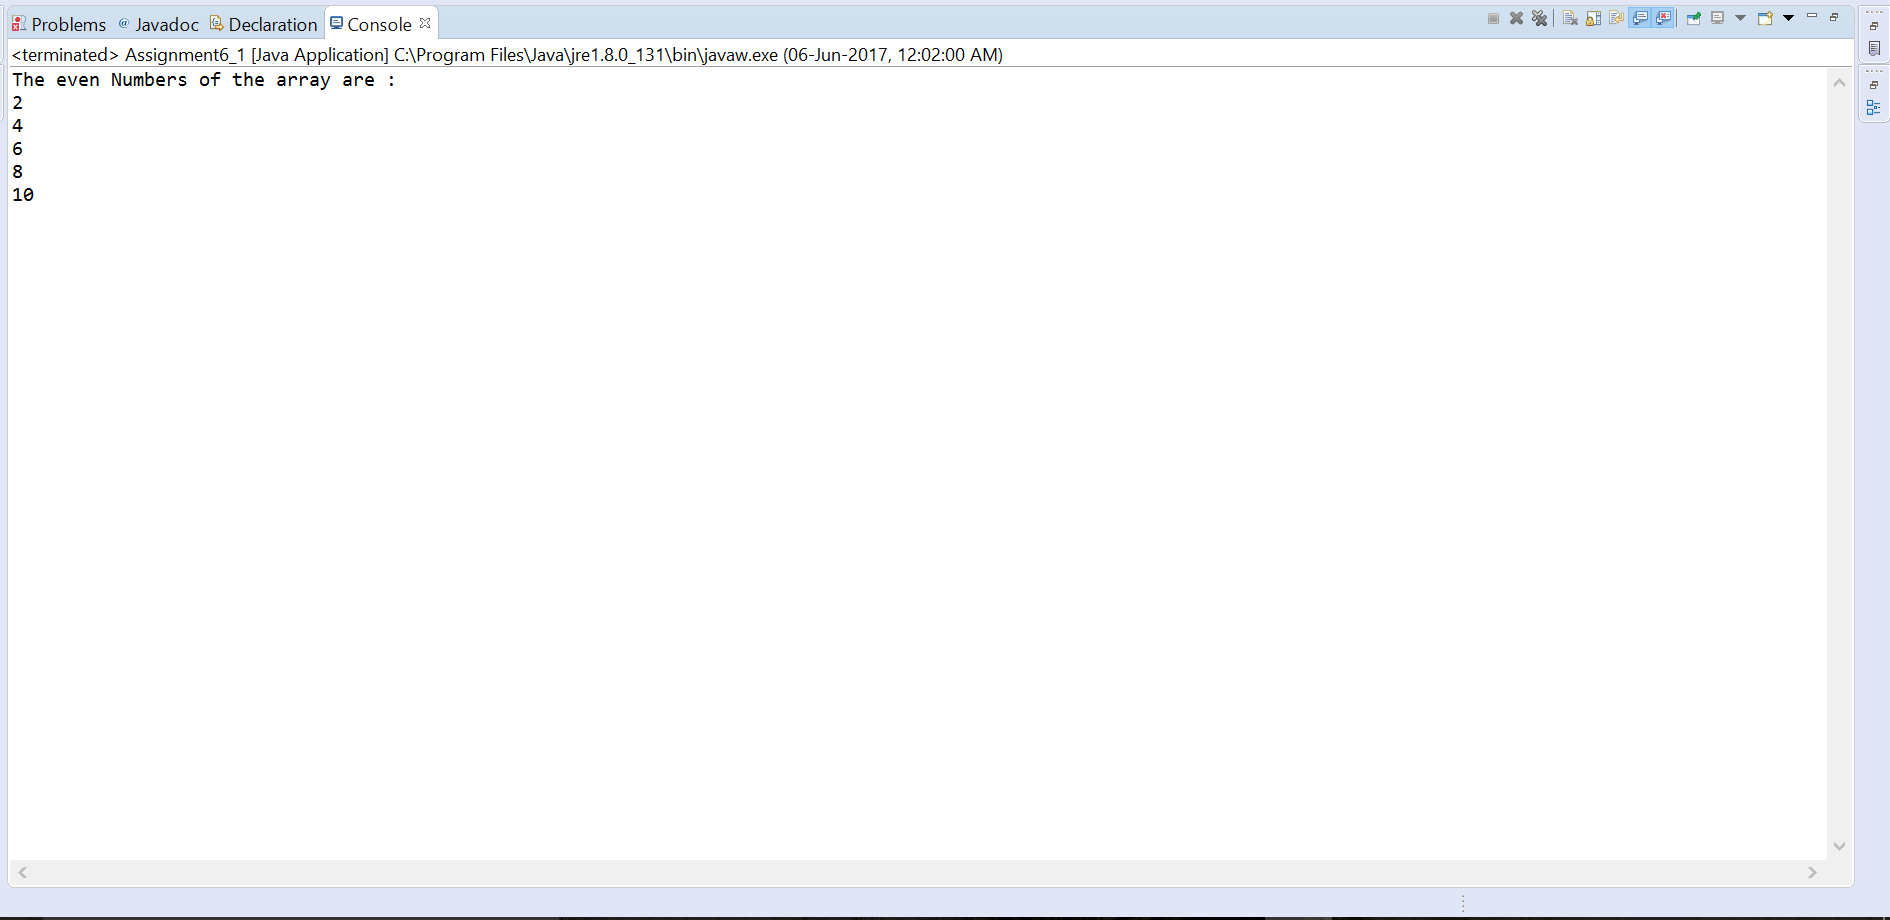 Problems @ Javadoc Declaration Console
<terminated> Assignment6_1 [Java Application] C:\Program Files\Java\jre1.8.0_131\bin\javaw.exe (06-Jun-2017, 12:02:00 AM)
The even Numbers of the array are :
2
4
6
8
10